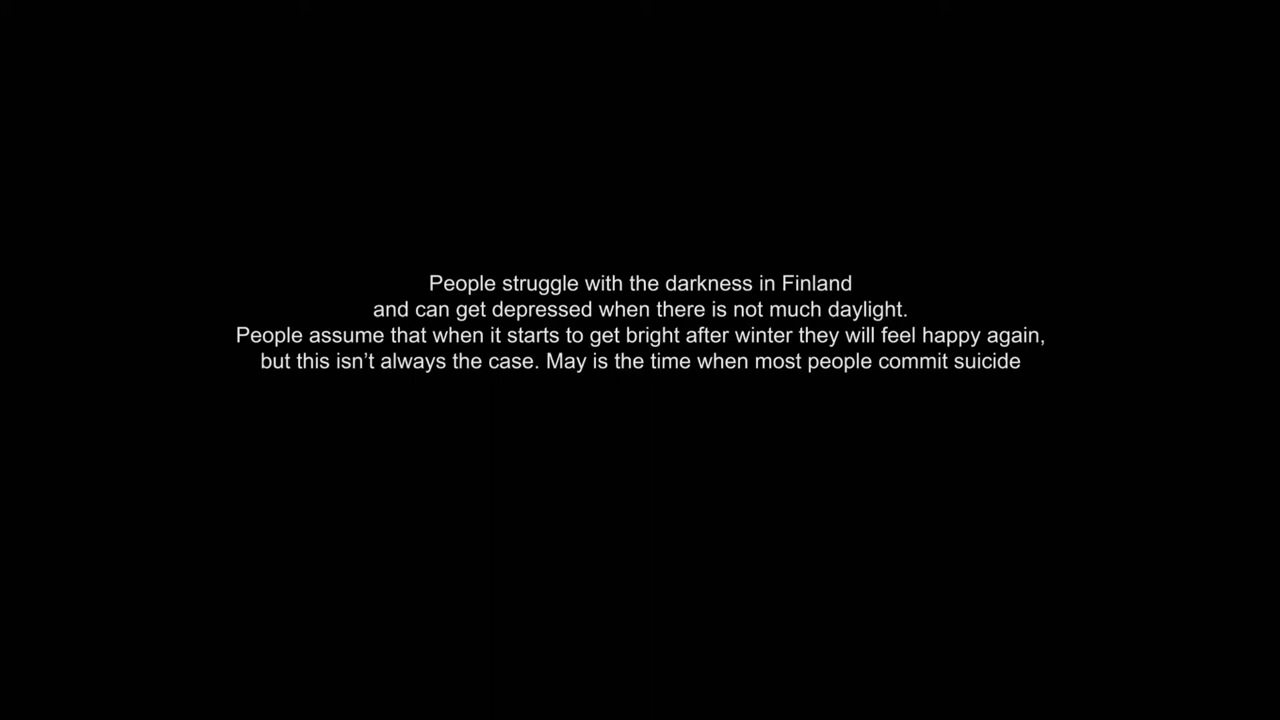 People struggle with the darkness in Finland
and can get depressed when there is not much daylight.
People assume that when it starts to get bright after winter they will feel happy again,
but this isn’t always the case. May is the time when most people commit suicide